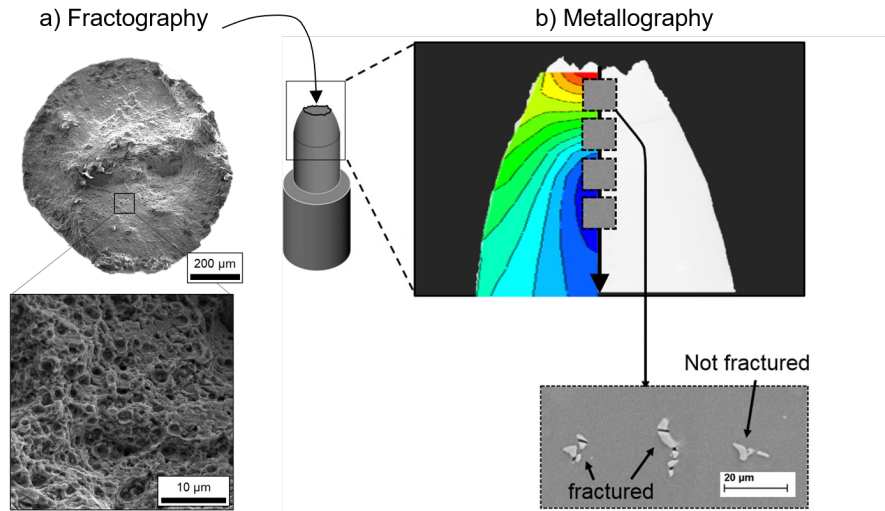 a) Fractography
b) Metallography
200 µm
10 µm
Not fractured
fractured
20 µm